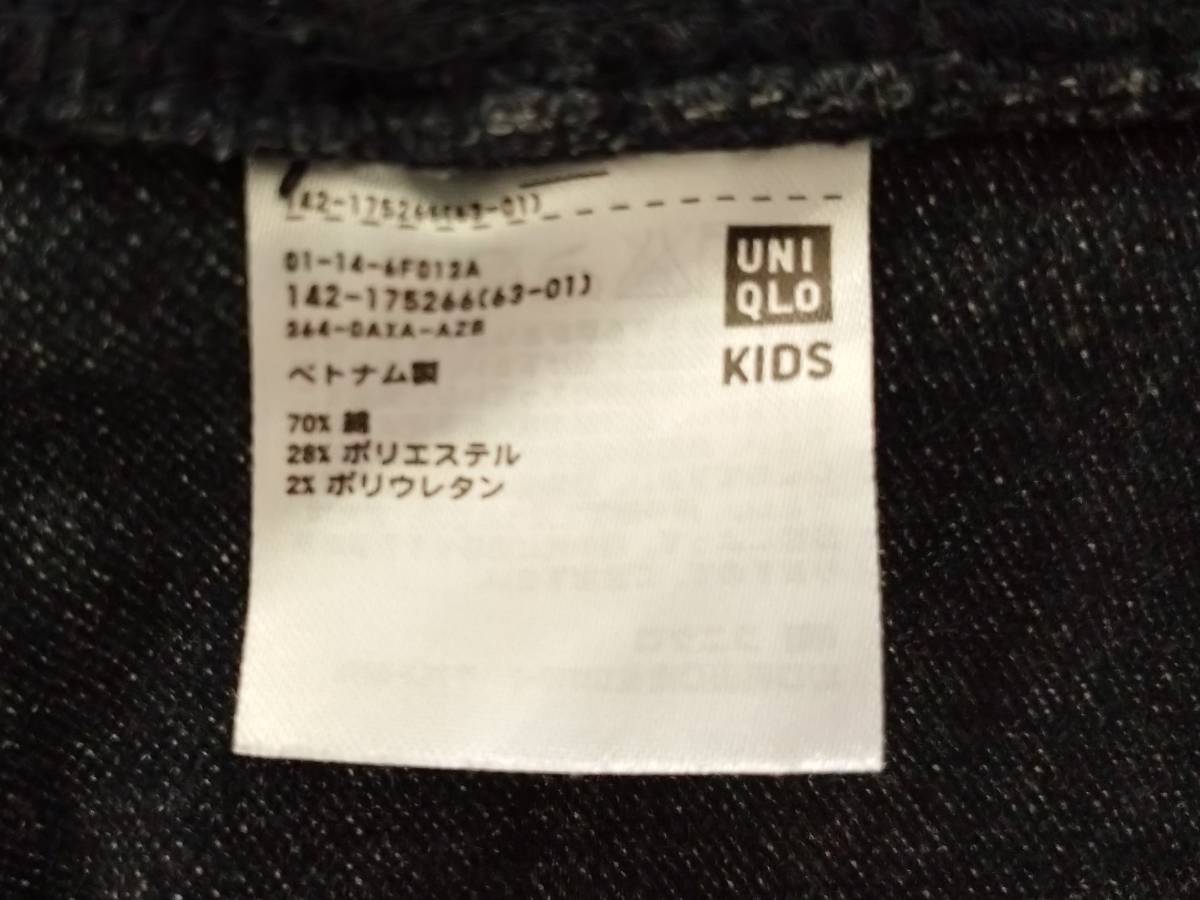 142-175266(63-01)
UNI
QLO
KIDS
01-14-6F012A
142-175266(63-01)
ベトナム製
70% 綿
28% ポリエステル
2% ポリウレタン